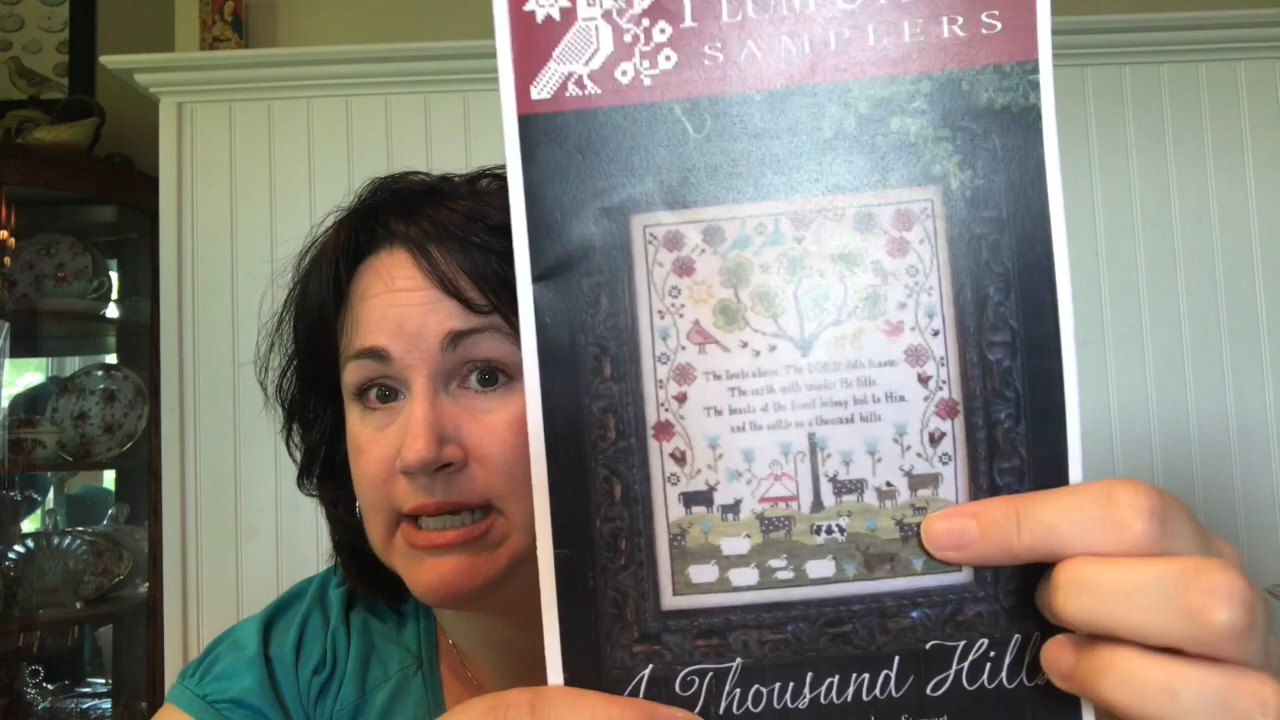 SAMPLERS
The fowls above The LORD doth know,
The earth with wonder He fills.
The beasts of the forest belong but to Him,
and the cattle on a thousand hills.
A Thousand Hills